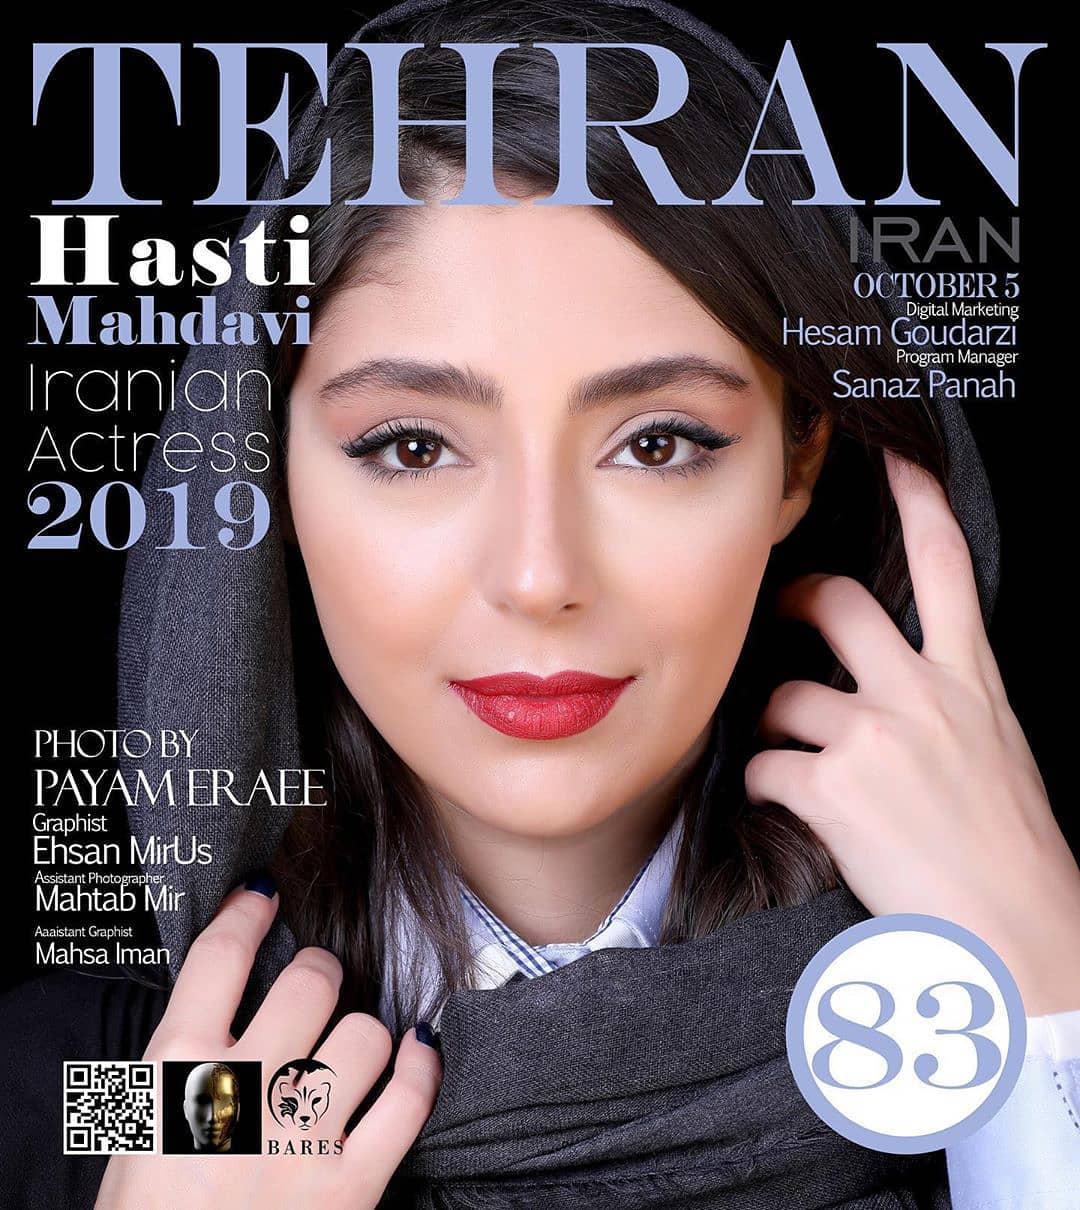 TEHRAN
Hasti
Mahdavi
Iranian
Actress
2019
IRAN
OCTOBER 5
Digital Marketing
Hesam Goudarzi
Program Manager
Sanaz Panah
PHOTO BY
PAYAM ERAEE
Graphist
Ehsan MirUs
Assistant Photographer
Mahtab Mir
Aaaistant Graphist
Mahsa Iman
83
BARES